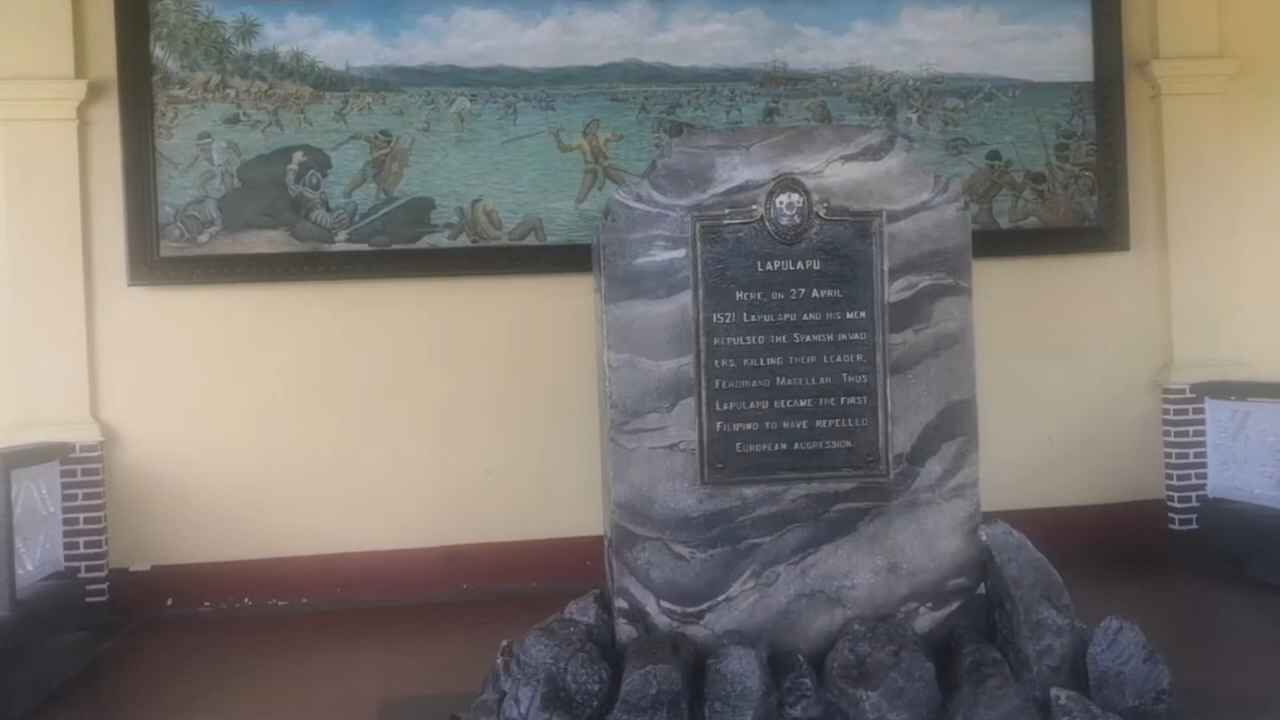 LAPULAPU
HERE, ON 27 APRIL
1521 LAPULAPU AND HIS MEN
REPULSED THE SPANISH INVAD-
ERS, KILLING THEIR LEADER,
FERDINAND MAGELLAN. THUS
LAPULAPU BECAME THE FIRST
FILIPINO TO HAVE REPELLED
EUROPEAN AGGRESSION.